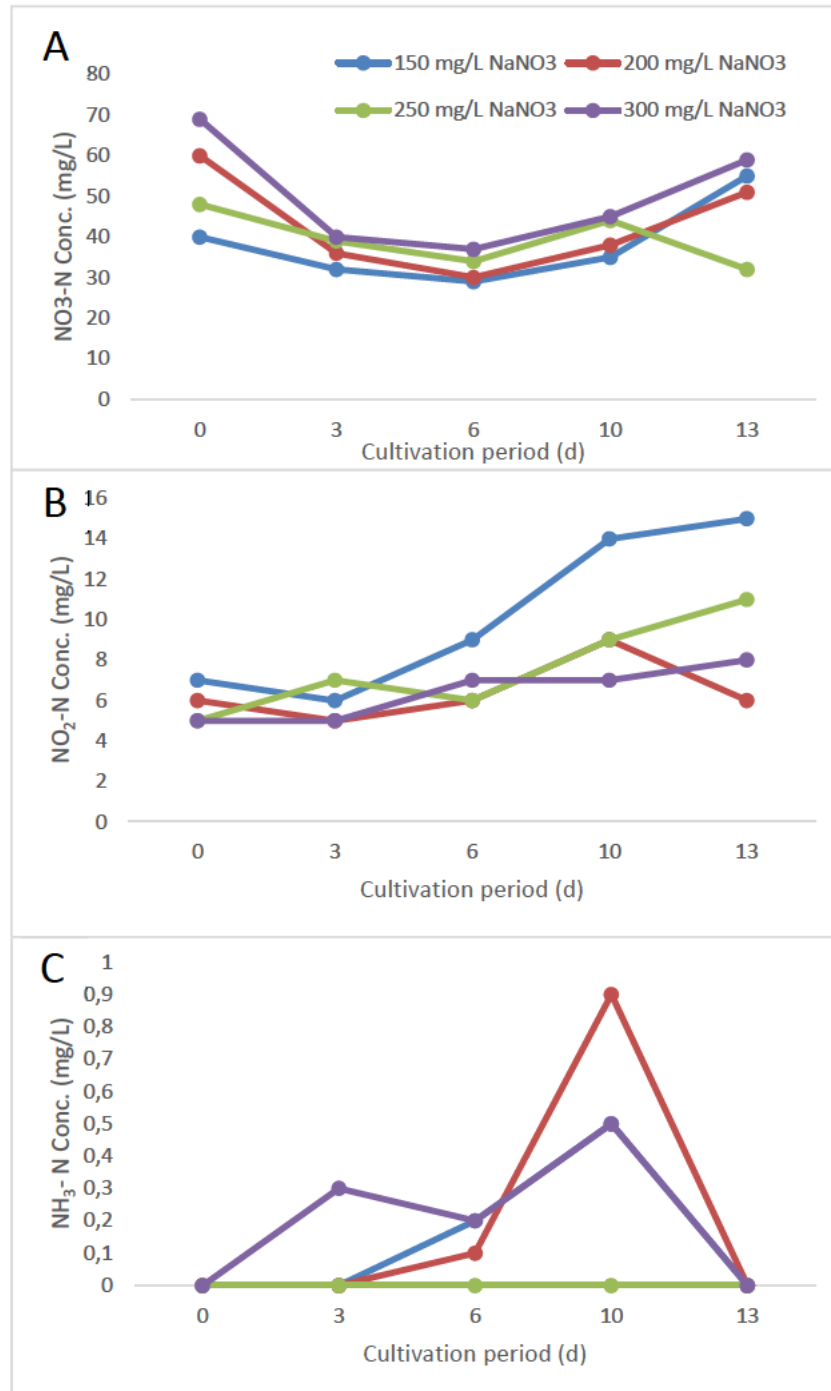 A
150 mg/L NaNO3 200 mg/L NaNO3
250 mg/L NaNO3 300 mg/L NaNO3
NO3-N Conc. (mg/L)
80
70
60
50
40
30
20
10
0
0 3 6 10 13
Cultivation period (d)
B
NO₂-N Conc. (mg/L)
16
14
12
10
8
6
4
2
0
0 3 6 10 13
Cultivation period (d)
C
NH₃- N Conc. (mg/L)
1
0,9
0,8
0,7
0,6
0,5
0,4
0,3
0,2
0,1
0
0 3 6 10 13
Cultivation period (d)